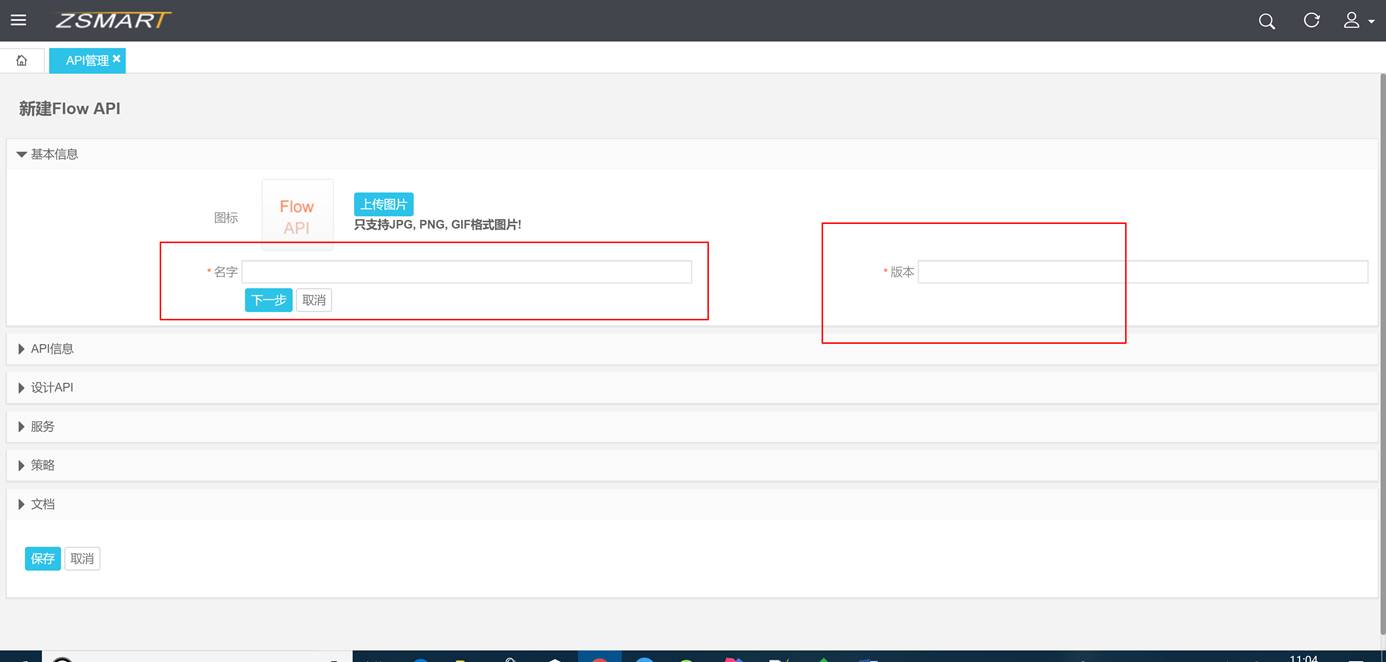 ZSMART
API管理
新建Flow API
基本信息
图标
Flow
API
上传图片
只支持JPG, PNG, GIF格式图片!
* 名字
* 版本
下一步 取消
API信息
设计API
服务
策略
文档
保存 取消
11:04